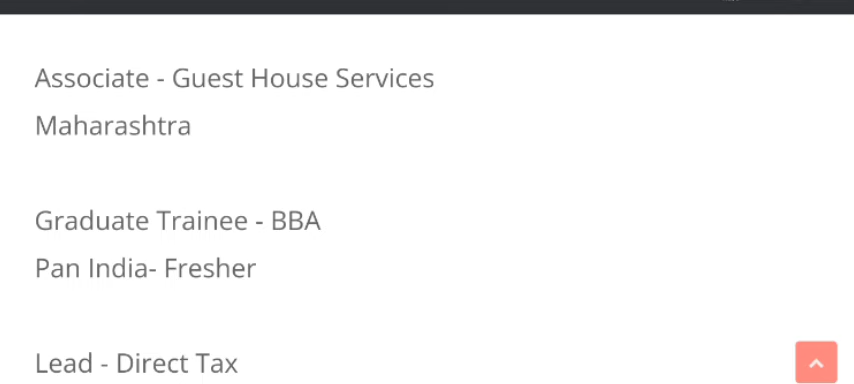 Associate - Guest House Services
Maharashtra
Graduate Trainee - BBA
Pan India- Fresher
Lead - Direct Tax